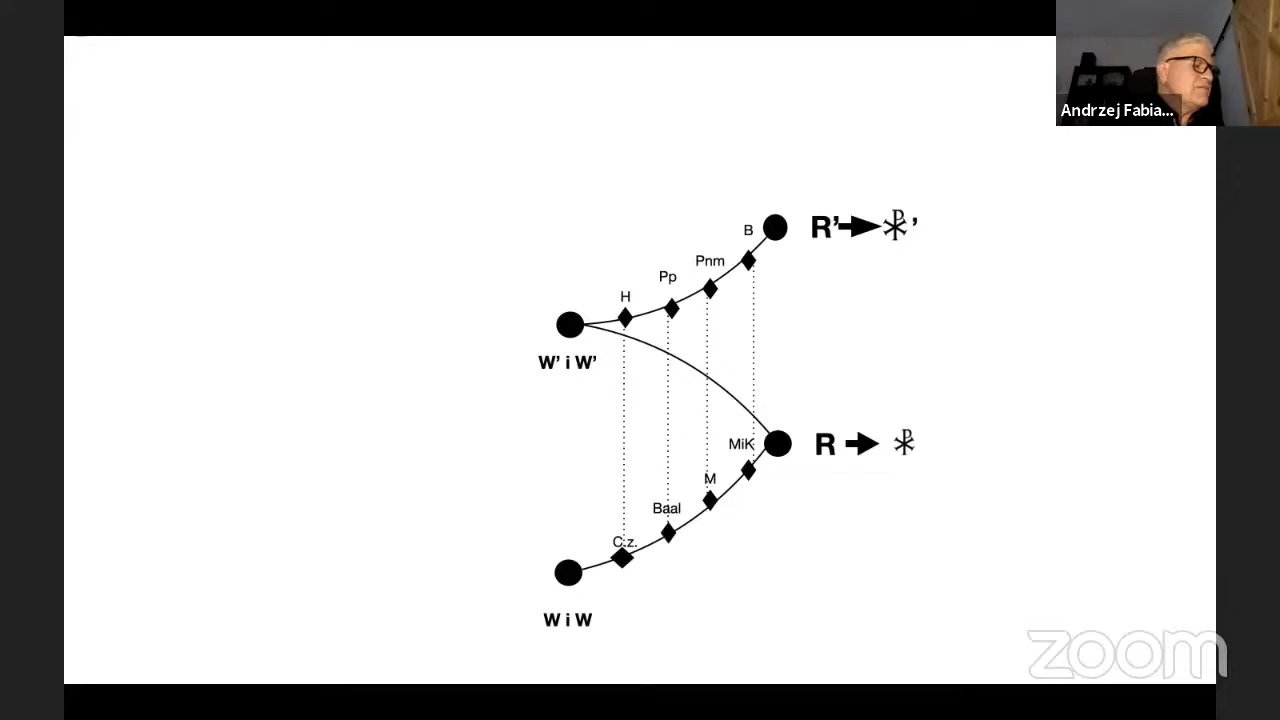 Andrzej Fabia...
B
R' ☧'
Pnm
Pp
H
W' i W'
MiK
R ☧
M
Baal
C.z.
W i W
zoom